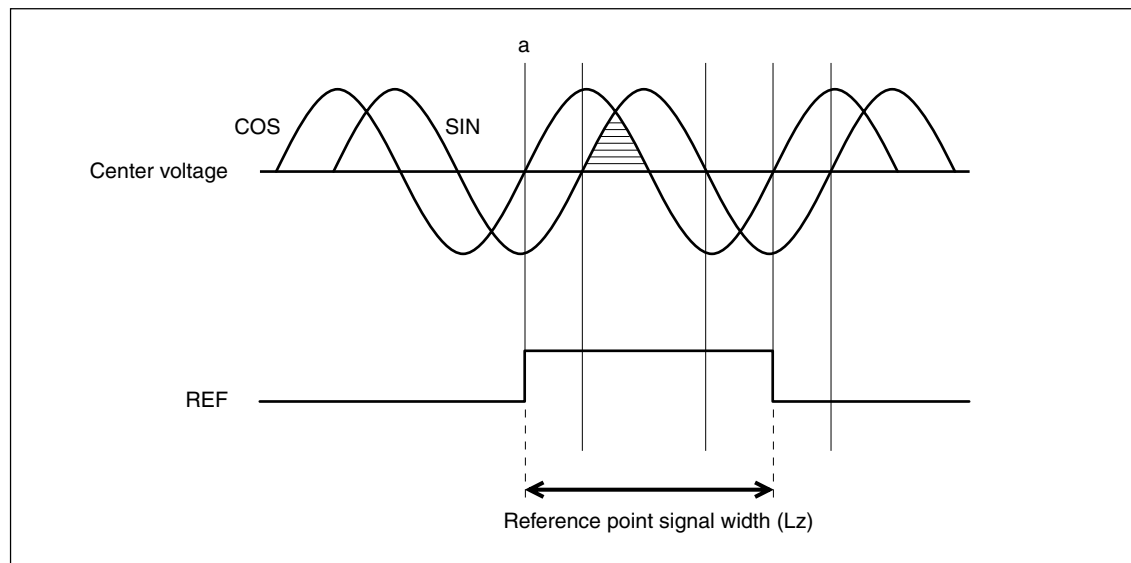 a
COS
SIN
Center voltage
REF
Reference point signal width (Lz)